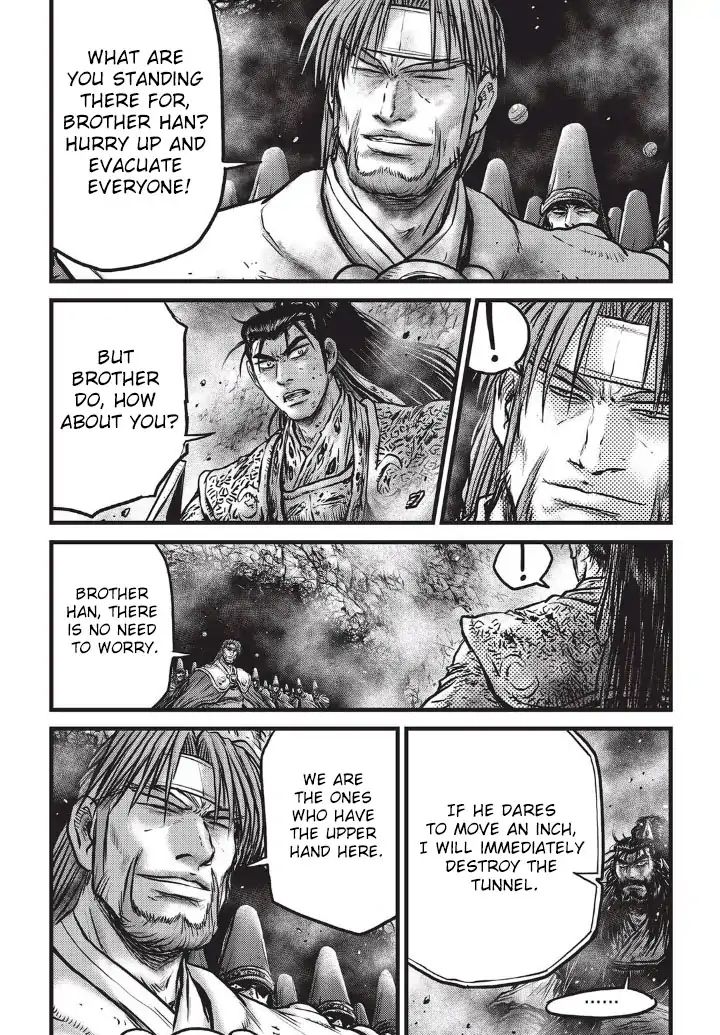 WHAT ARE
YOU STANDING
THERE FOR,
BROTHER HAN?
HURRY UP AND
EVACUATE
EVERYONE!
BUT
BROTHER
DO, HOW
ABOUT YOU?
!
!
BROTHER
HAN, THERE
IS NO NEED
TO WORRY.
WE ARE
THE ONES
WHO HAVE
THE UPPER
HAND HERE.
IF HE DARES
TO MOVE AN INCH,
I WILL IMMEDIATELY
DESTROY THE
TUNNEL.
......